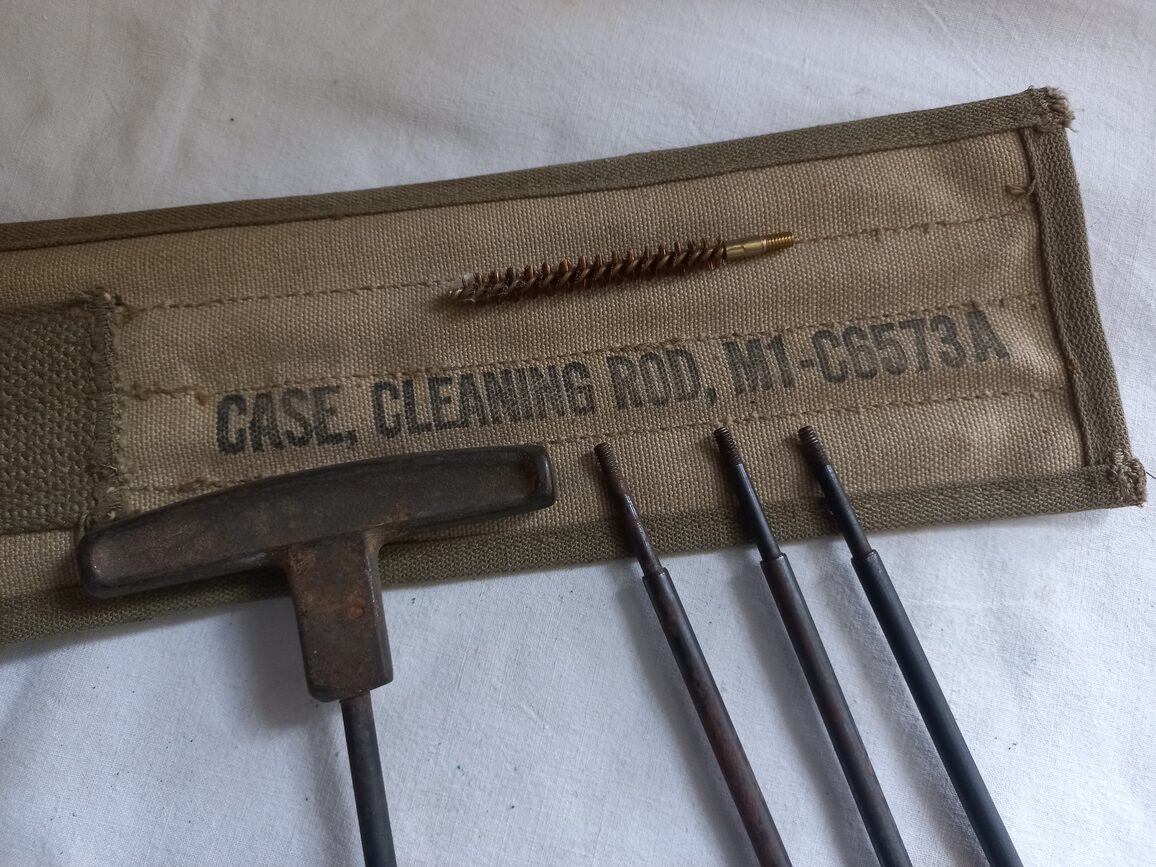 CASE, CLEANING ROD, M1-C6573A